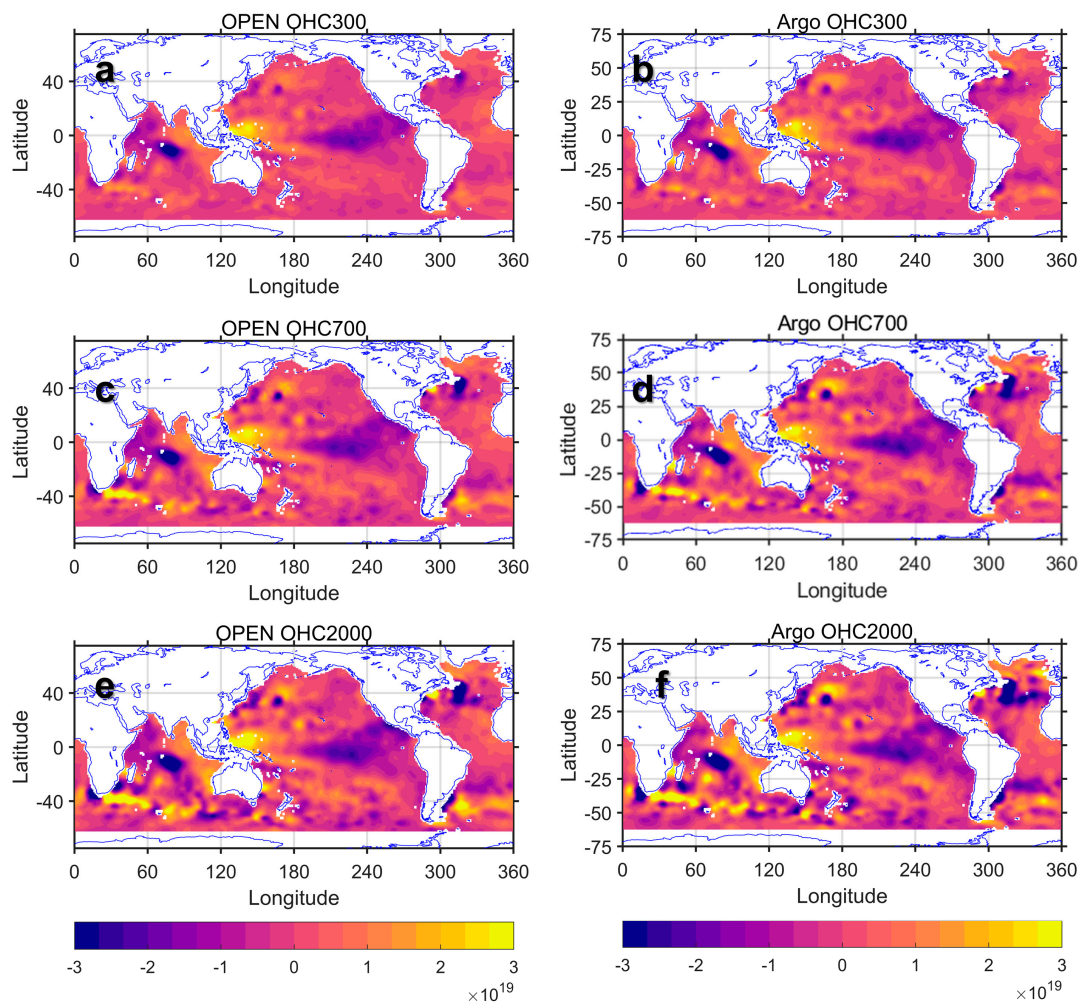 OPEN OHC300
a
40
0
-40
Latitude
0 60 120 180 240 300 360
Longitude
Argo OHC300
b
75
50
25
0
-25
-50
-75
Latitude
0 60 120 180 240 300 360
Longitude
OPEN OHC700
c
40
0
-40
Latitude
0 60 120 180 240 300 360
Longitude
Argo OHC700
d
75
50
25
0
-25
-50
-75
Latitude
0 60 120 180 240 300 360
Longitude
OPEN OHC2000
e
40
0
-40
Latitude
0 60 120 180 240 300 360
Longitude
Argo OHC2000
f
75
50
25
0
-25
-50
-75
Latitude
0 60 120 180 240 300 360
Longitude
-3 -2 -1 0 1 2 3
×10¹⁹
-3 -2 -1 0 1 2 3
×10¹⁹